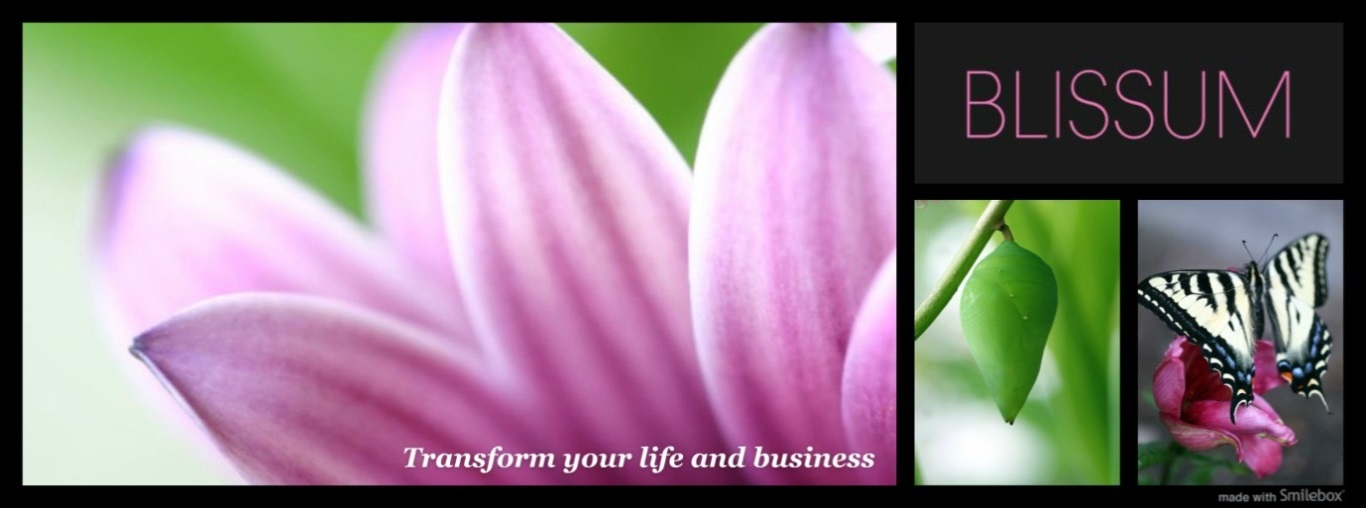 BLISSUM
Transform your life and business
made with Smilebox